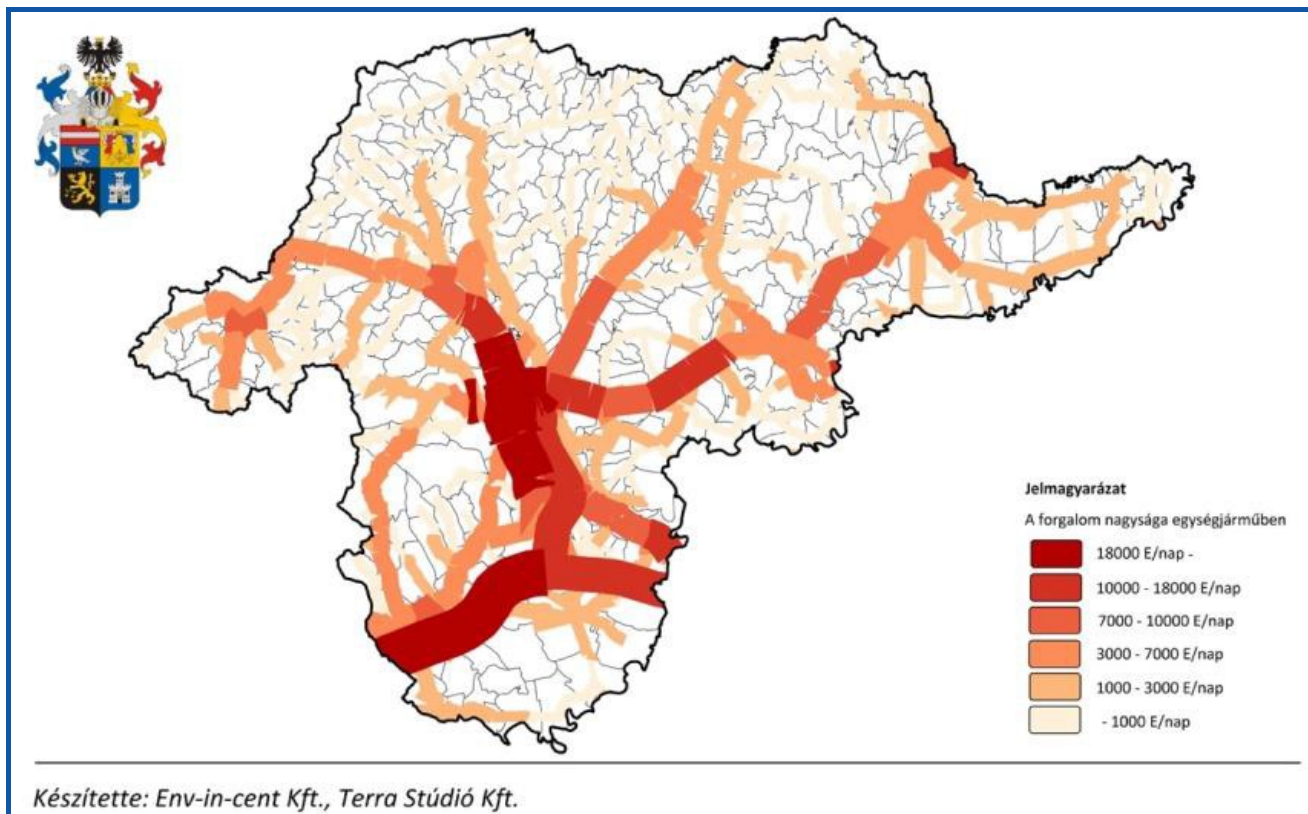 Jelmagyarázat
A forgalom nagysága egységjárműben
18000 E/nap -
10000 - 18000 E/nap
7000 - 10000 E/nap
3000 - 7000 E/nap
1000 - 3000 E/nap
- 1000 E/nap
Készítette: Env-in-cent Kft., Terra Stúdió Kft.